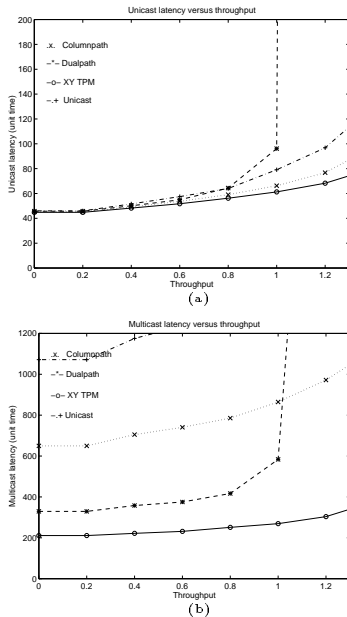 Unicast latency versus throughput
200
180
160
140
120
100
80
60
40
20
0
Unicast latency (unit time)
.x. Columnpath
-*- Dualpath
-o- XY TPM
-.+ Unicast
0 0.2 0.4 0.6 0.8 1 1.2
Throughput
(a)
Multicast latency versus throughput
1200
1000
800
600
400
200
0
Multicast latency (unit time)
.x. Columnpath
-*- Dualpath
-o- XY TPM
-.+ Unicast
0 0.2 0.4 0.6 0.8 1 1.2
Throughput
(b)